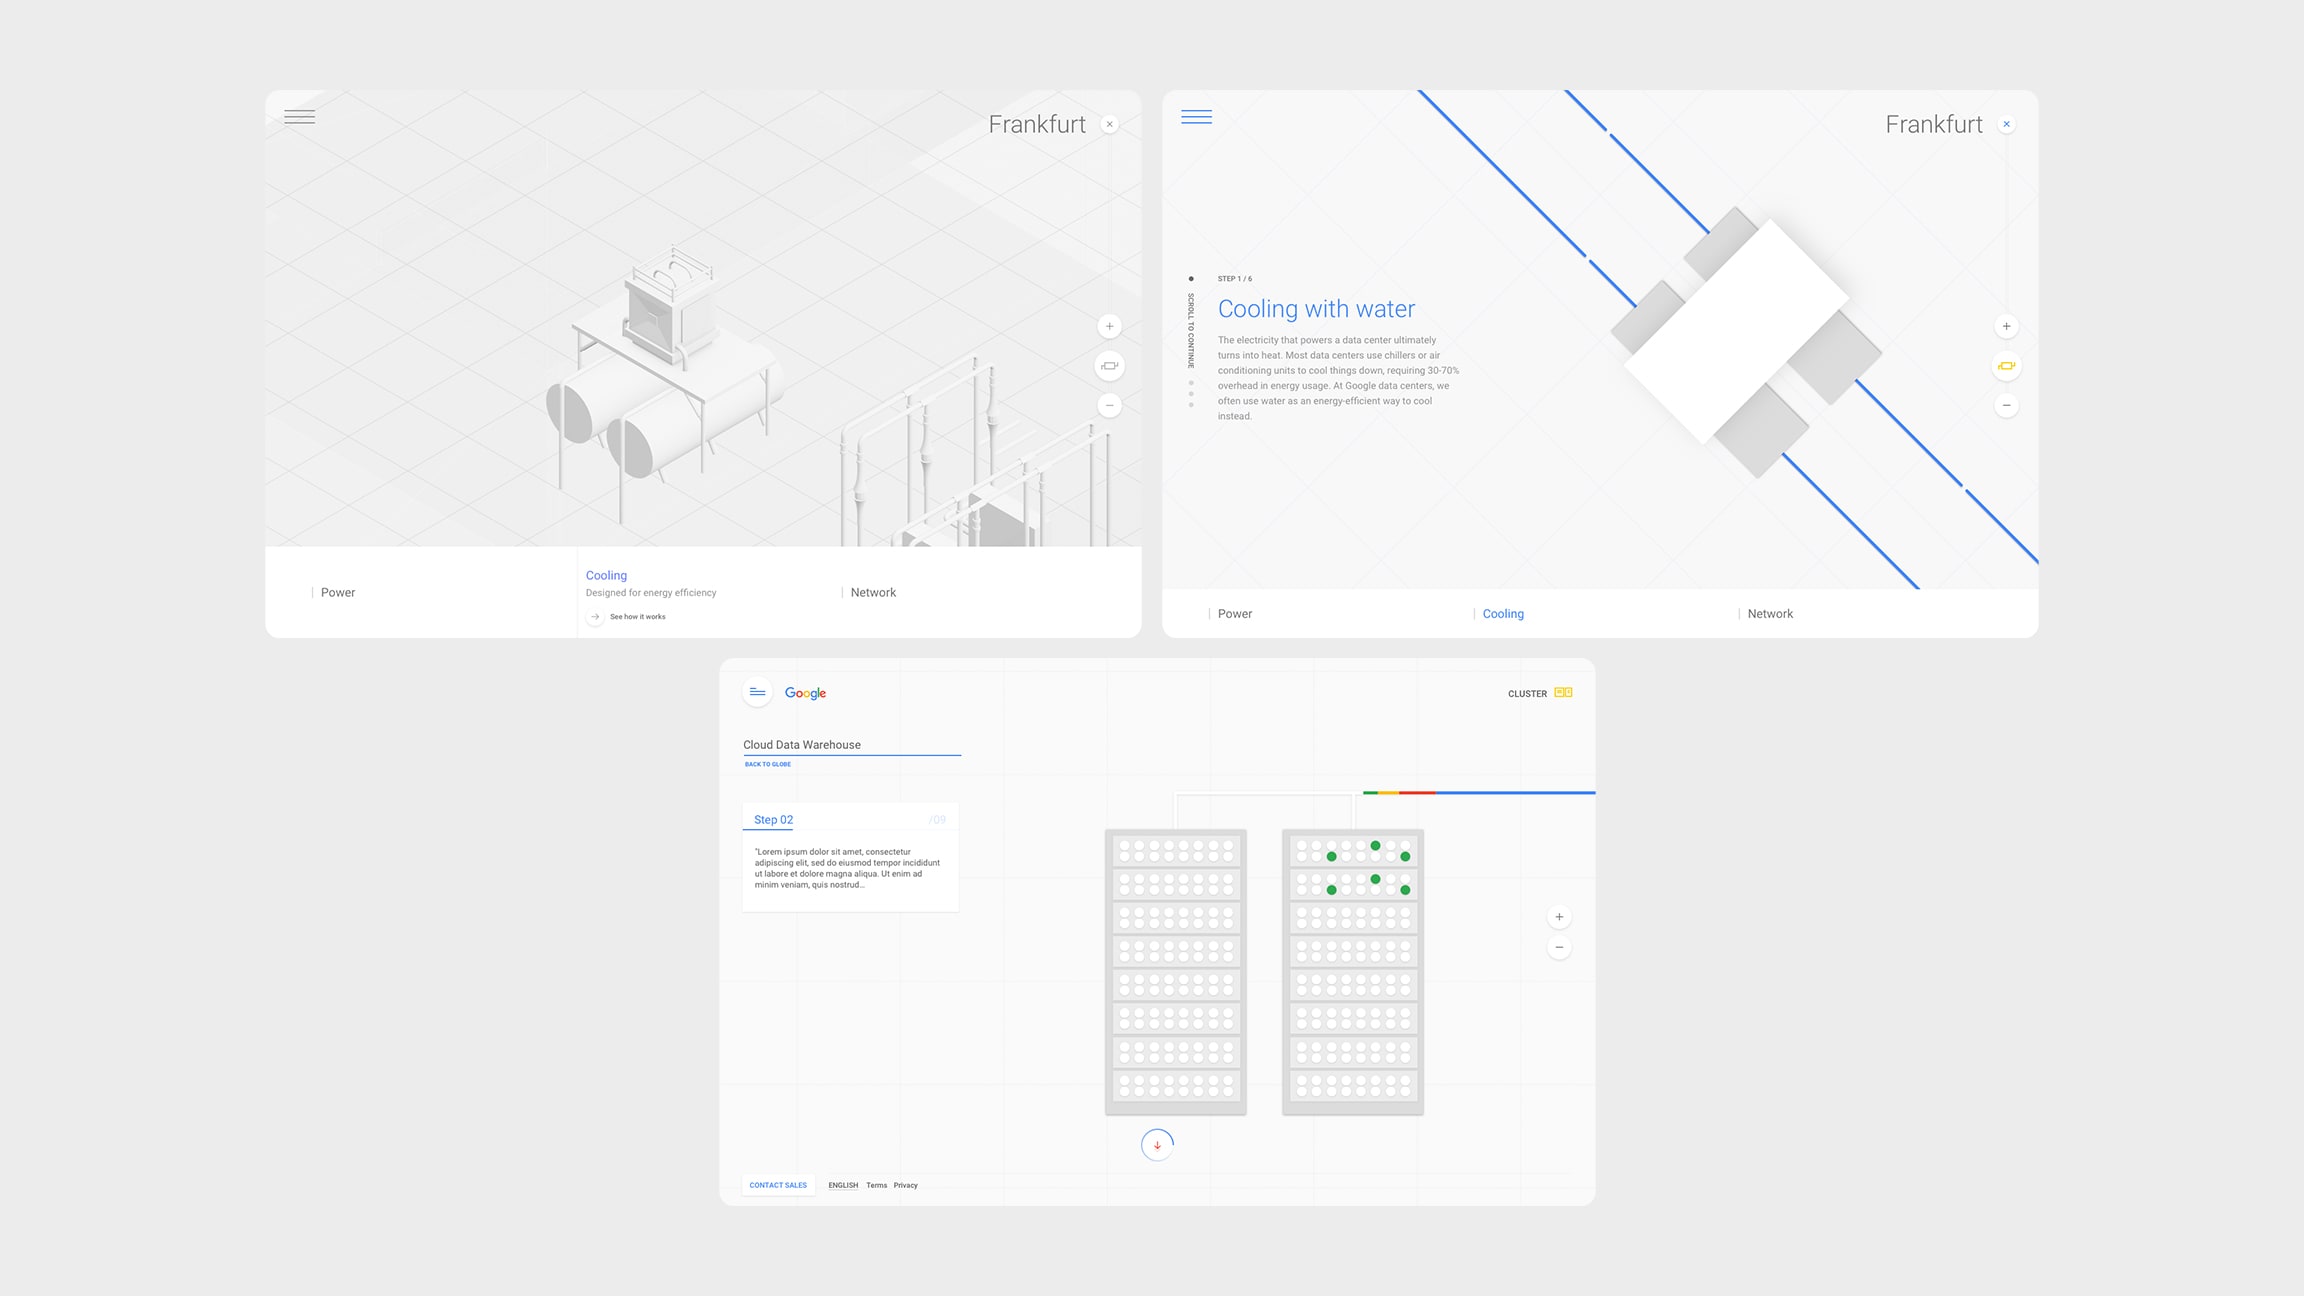 Frankfurt
Power
Cooling
Designed for energy efficiency
See how it works
Network
Frankfurt
SCROLL TO CONTINUE
STEP 1 / 6
Cooling with water
The electricity that powers a data center ultimately
turns into heat. Most data centers use chillers or air
conditioning units to cool things down, requiring 30-70%
overhead in energy usage. At Google data centers, we
often use water as an energy-efficient way to cool
instead.
Power
Cooling
Network
Google
CLUSTER
Cloud Data Warehouse
BACK TO GLOBE
Step 02 /09
"Lorem ipsum dolor sit amet, consectetur
adipiscing elit, sed do eiusmod tempor incididunt
ut labore et dolore magna aliqua. Ut enim ad
minim veniam, quis nostrud...
CONTACT SALES ENGLISH Terms Privacy